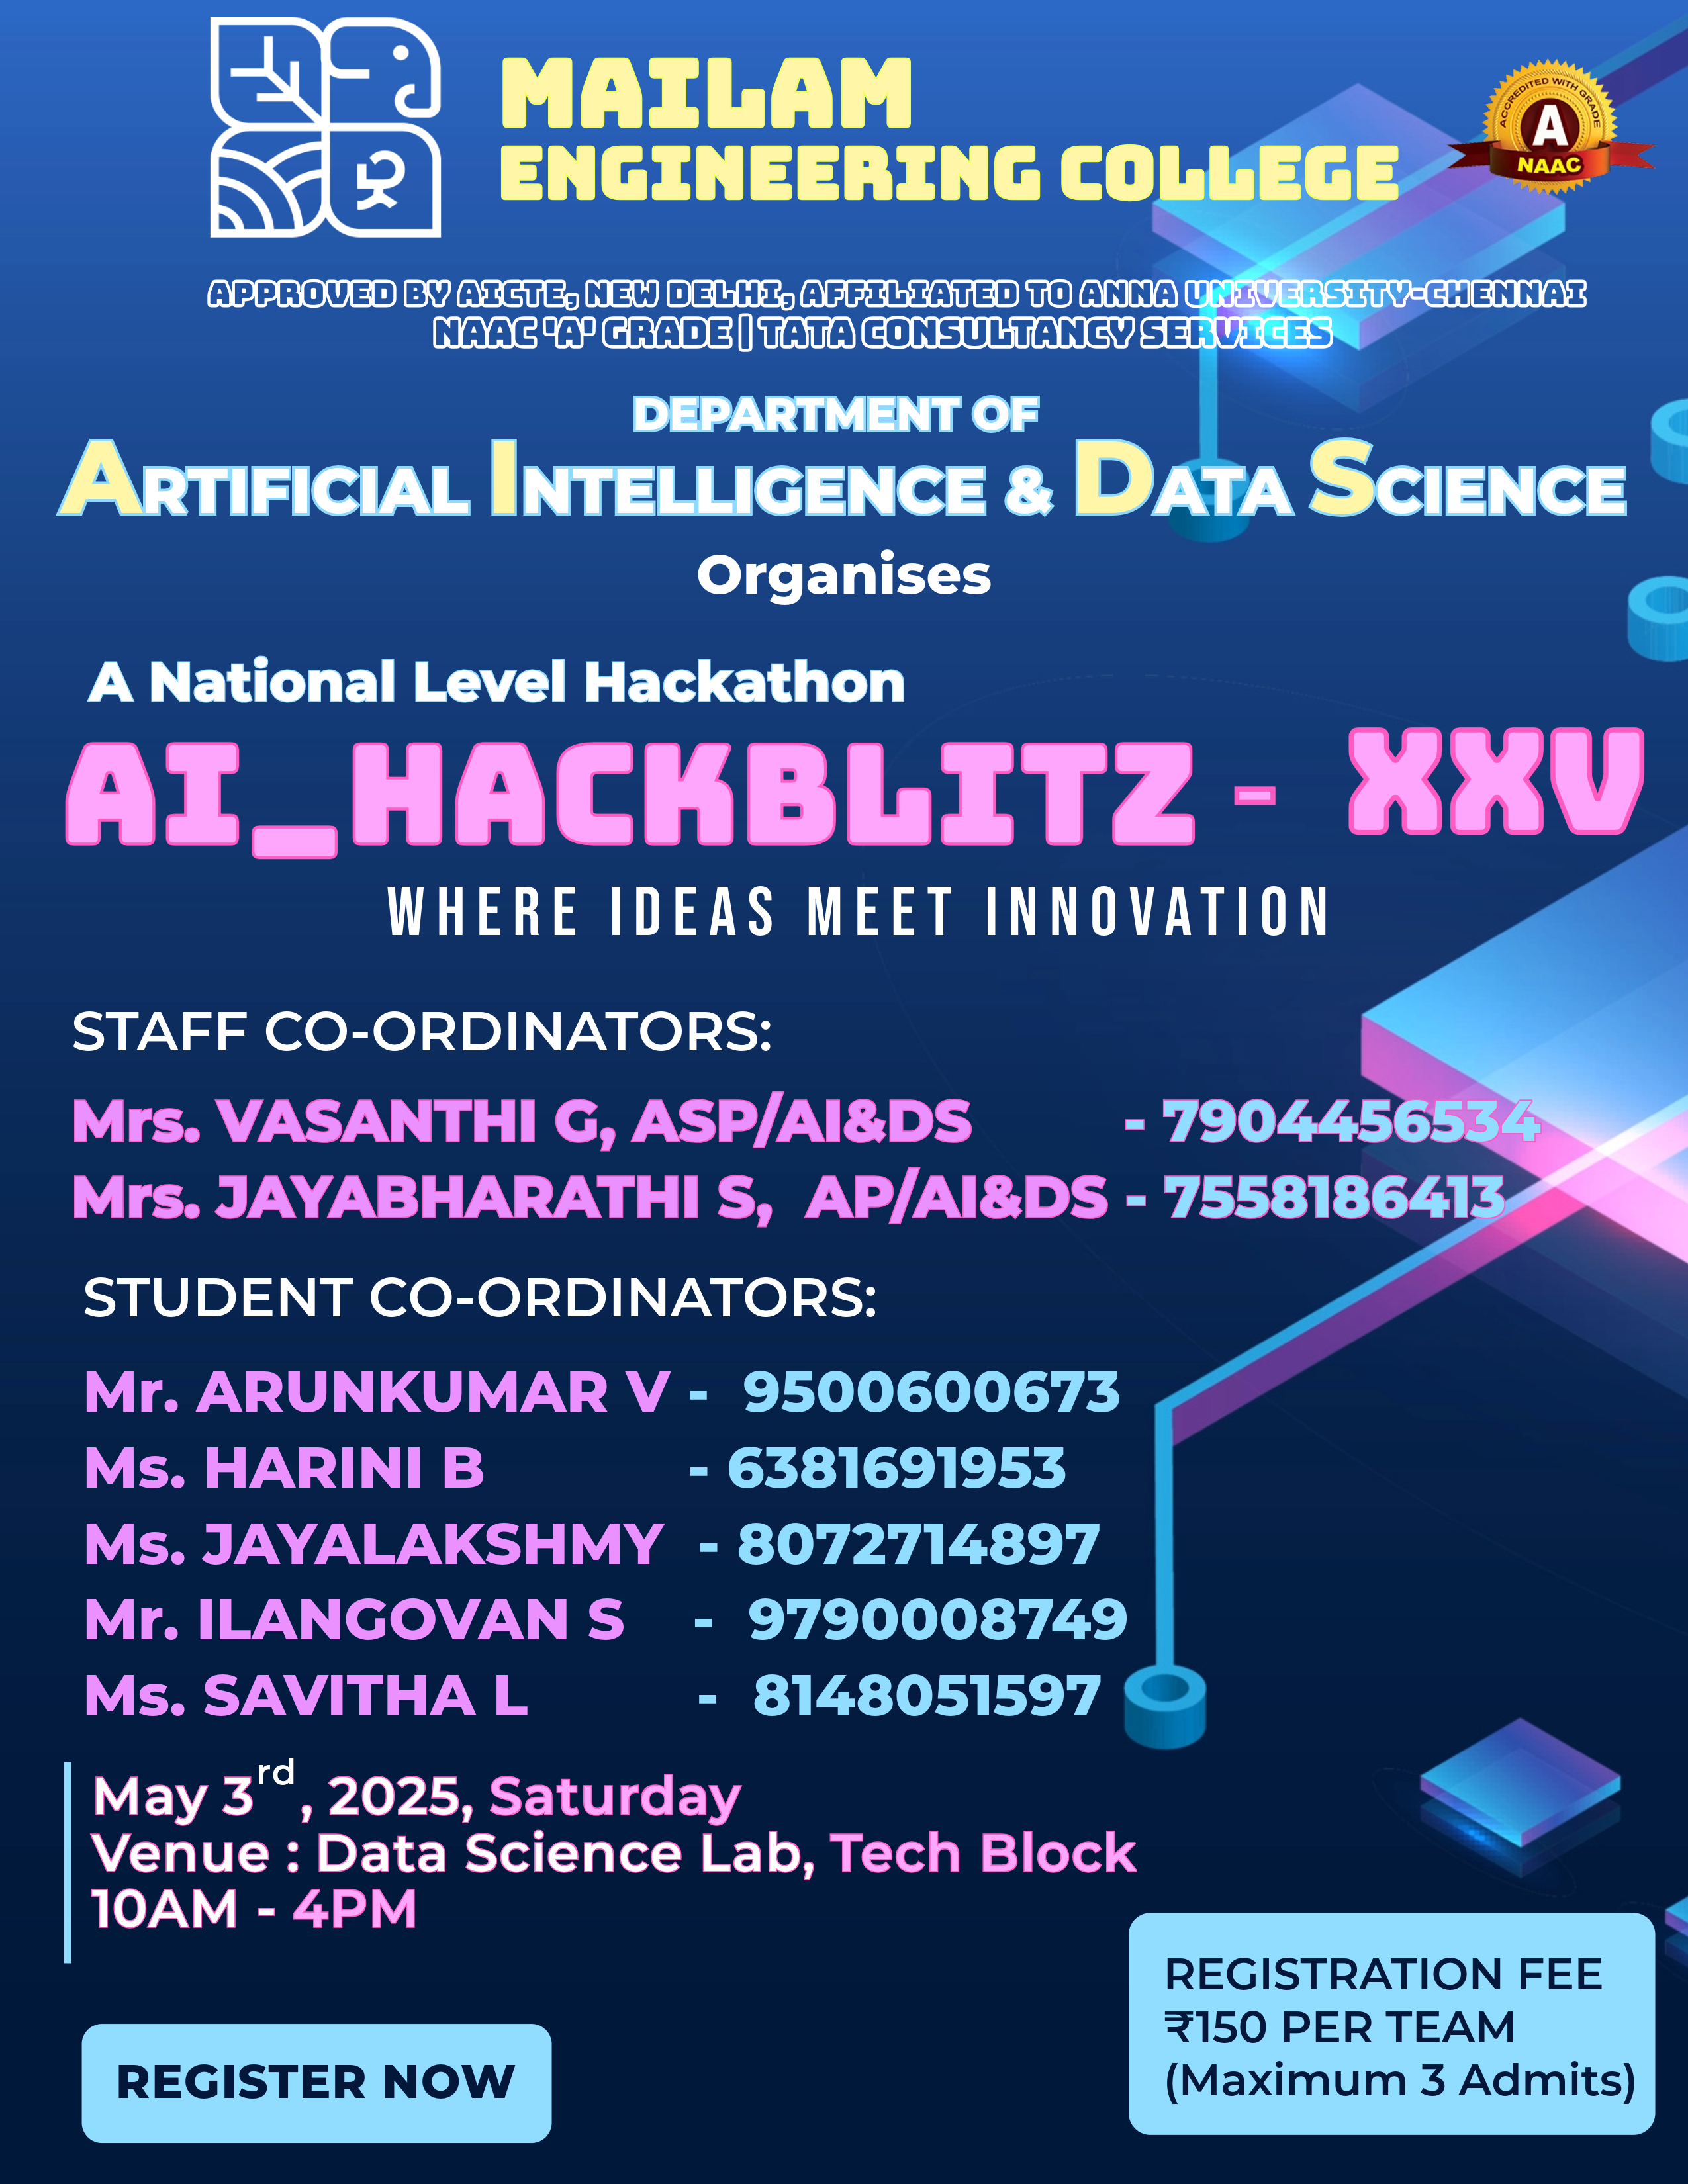 MAILAM
ENGINEERING COLLEGE
ACCREDITED WITH GRADE
A
NAAC
APPROVED BY AICTE, NEW DELHI, AFFILIATED TO ANNA UNIVERSITY-CHENNAI
NAAC 'A' GRADE | TATA CONSULTANCY SERVICES
DEPARTMENT OF
ARTIFICIAL INTELLIGENCE & DATA SCIENCE
Organises
A National Level Hackathon
AI_HACKBLITZ - XXV
WHERE IDEAS MEET INNOVATION
STAFF CO-ORDINATORS:
Mrs. VASANTHI G, ASP/AI&DS - 7904456534
Mrs. JAYABHARATHI S, AP/AI&DS - 7558186413
STUDENT CO-ORDINATORS:
Mr. ARUNKUMAR V - 9500600673
Ms. HARINI B - 6381691953
Ms. JAYALAKSHMY - 8072714897
Mr. ILANGOVAN S - 9790008749
Ms. SAVITHA L - 8148051597
May 3rd, 2025, Saturday
Venue : Data Science Lab, Tech Block
10AM - 4PM
REGISTRATION FEE
₹150 PER TEAM
(Maximum 3 Admits)
REGISTER NOW